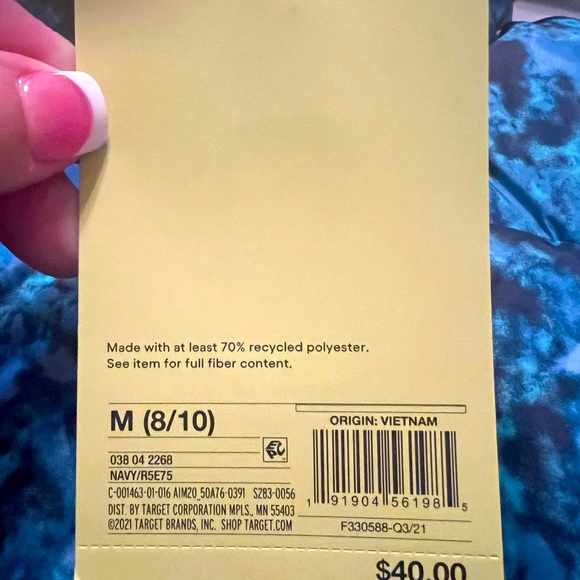 Made with at least 70% recycled polyester.
See item for full fiber content.
M (8/10)
ORIGIN: VIETNAM
038 04 2268
NAVY/R5E75
C-001463-01-016 AIM20_50A76-0391 S283-0056
DIST. BY TARGET CORPORATION MPLS., MN 55403
©2021 TARGET BRANDS, INC. SHOP TARGET.COM
1 91904 56198 5
F330588-Q3/21
$40.00